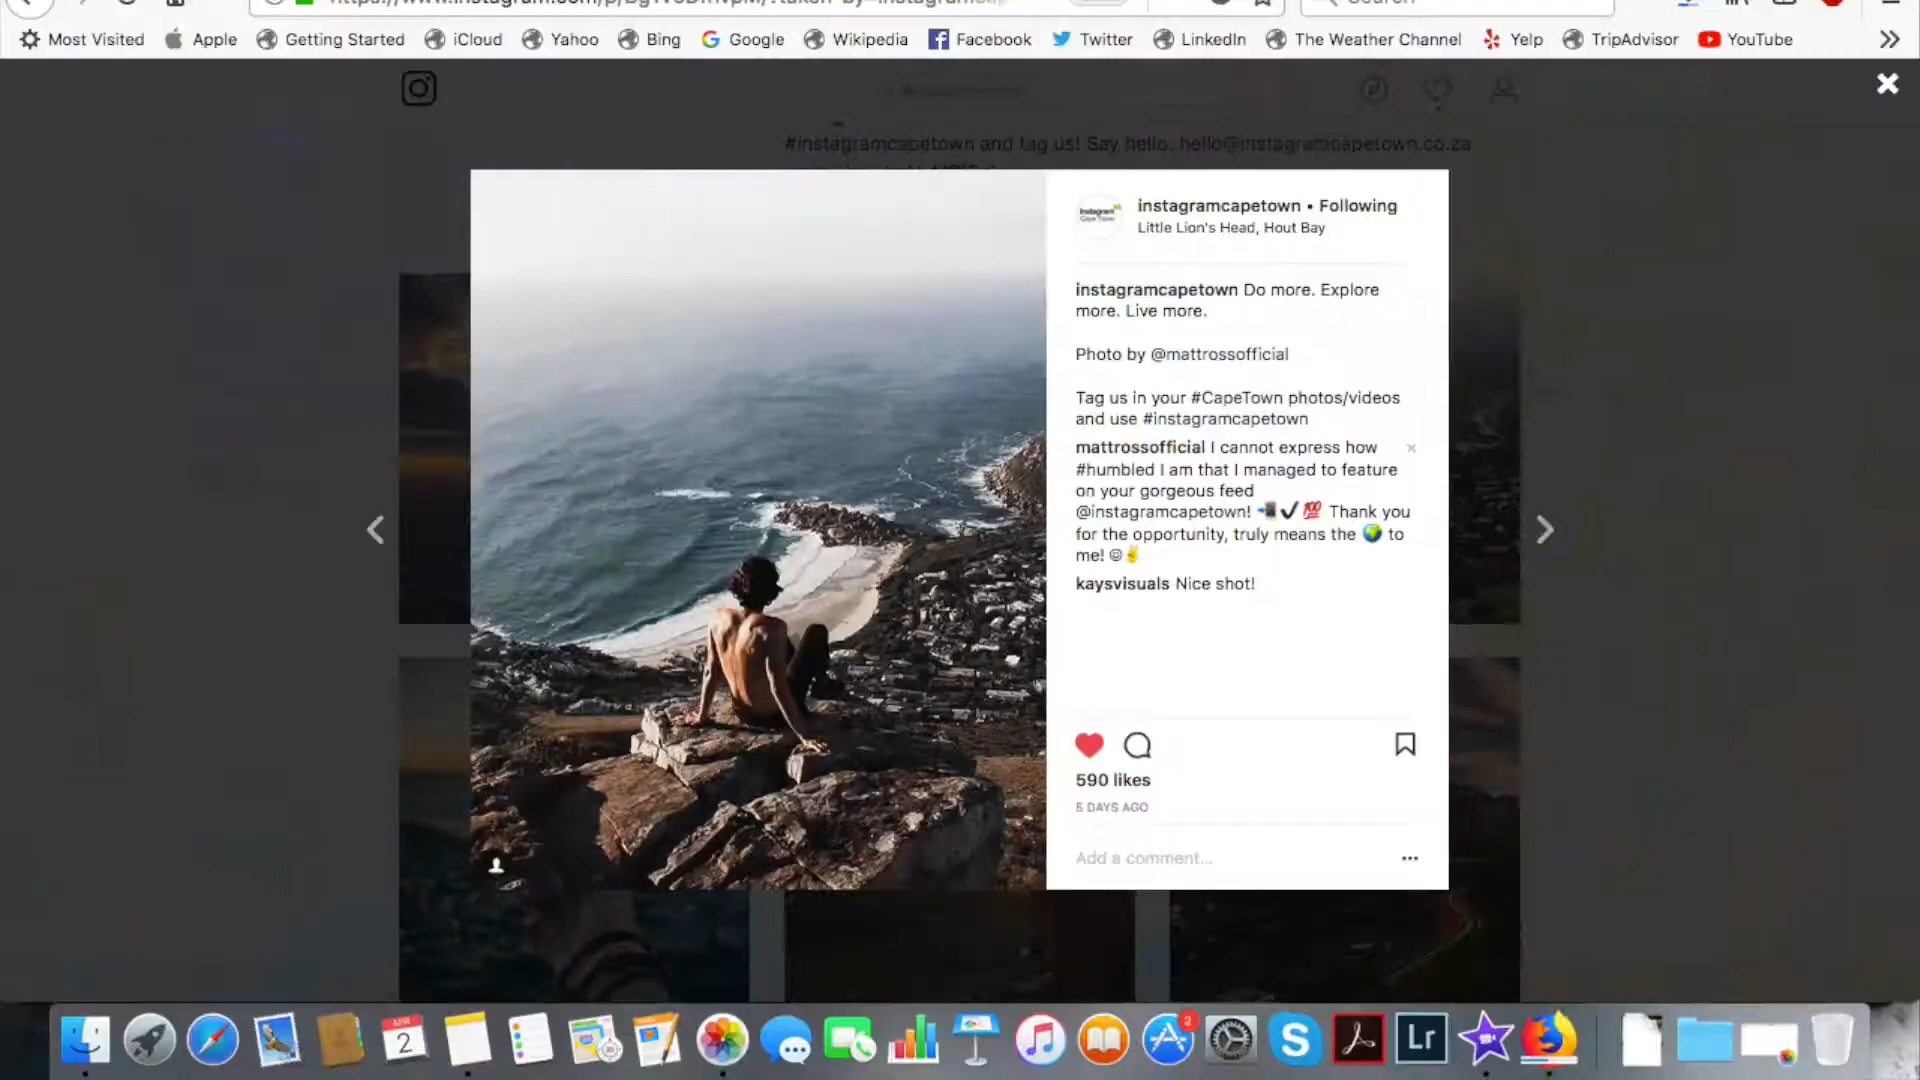 Most Visited Apple Getting Started iCloud Yahoo Bing Google Wikipedia Facebook Twitter LinkedIn The Weather Channel Yelp TripAdvisor YouTube
#instagramcapetown and tag us! Say hello: hello@instagramcapetown.co.za
instagramcapetown • Following
Little Lion's Head, Hout Bay
instagramcapetown Do more. Explore
more. Live more.
Photo by @mattrossofficial
Tag us in your #CapeTown photos/videos
and use #instagramcapetown
mattrossofficial I cannot express how
#humbled I am that I managed to feature
on your gorgeous feed
@instagramcapetown! 📲✔💯 Thank you
for the opportunity, truly means the 🌍 to
me! ☺✌
kaysvisuals Nice shot!
590 likes
5 DAYS AGO
Add a comment...
APR
2
2
S
Lr